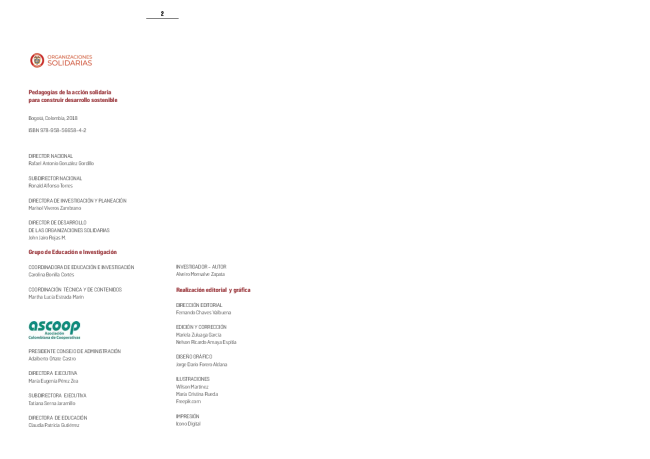 2
ORGANIZACIONES
SOLIDARIAS
Pedagogías de la acción solidaria
para construir desarrollo sostenible
Bogotá, Colombia, 2018
ISBN 978-958-56658-4-2
DIRECTOR NACIONAL
Rafael Antonio González Gordillo
SUBDIRECTOR NACIONAL
Ronald Alfonso Torres
DIRECTORA DE INVESTIGACIÓN Y PLANEACIÓN
Marisol Viveros Zambrano
DIRECTOR DE DESARROLLO
DE LAS ORGANIZACIONES SOLIDARIAS
John Jairo Rojas M.
Grupo de Educación e Investigación
COORDINADORA DE EDUCACIÓN E INVESTIGACIÓN
Carolina Bonilla Cortés
COORDINACIÓN TÉCNICA Y DE CONTENIDOS
Martha Lucía Estrada Marín
ascoop
Asociación
Colombiana de Cooperativas
PRESIDENTE CONSEJO DE ADMINISTRACIÓN
Adalberto Oñate Castro
DIRECTORA EJECUTIVA
María Eugenia Pérez Zea
SUBDIRECTORA EJECUTIVA
Tatiana Serna Jaramillo
DIRECTORA DE EDUCACIÓN
Claudia Patricia Gutiérrez
INVESTIGADOR - AUTOR
Alveiro Monsalve Zapata
Realización editorial y gráfica
DIRECCIÓN EDITORIAL
Fernando Chaves Valbuena
EDICIÓN Y CORRECCIÓN
Mariela Zuluaga García
Nelson Ricardo Amaya Espitia
DISEÑO GRÁFICO
Jorge Darío Forero Aldana
ILUSTRACIONES
William Martínez
María Cristina Rueda
Freepik.com
IMPRESIÓN
Icono Digital